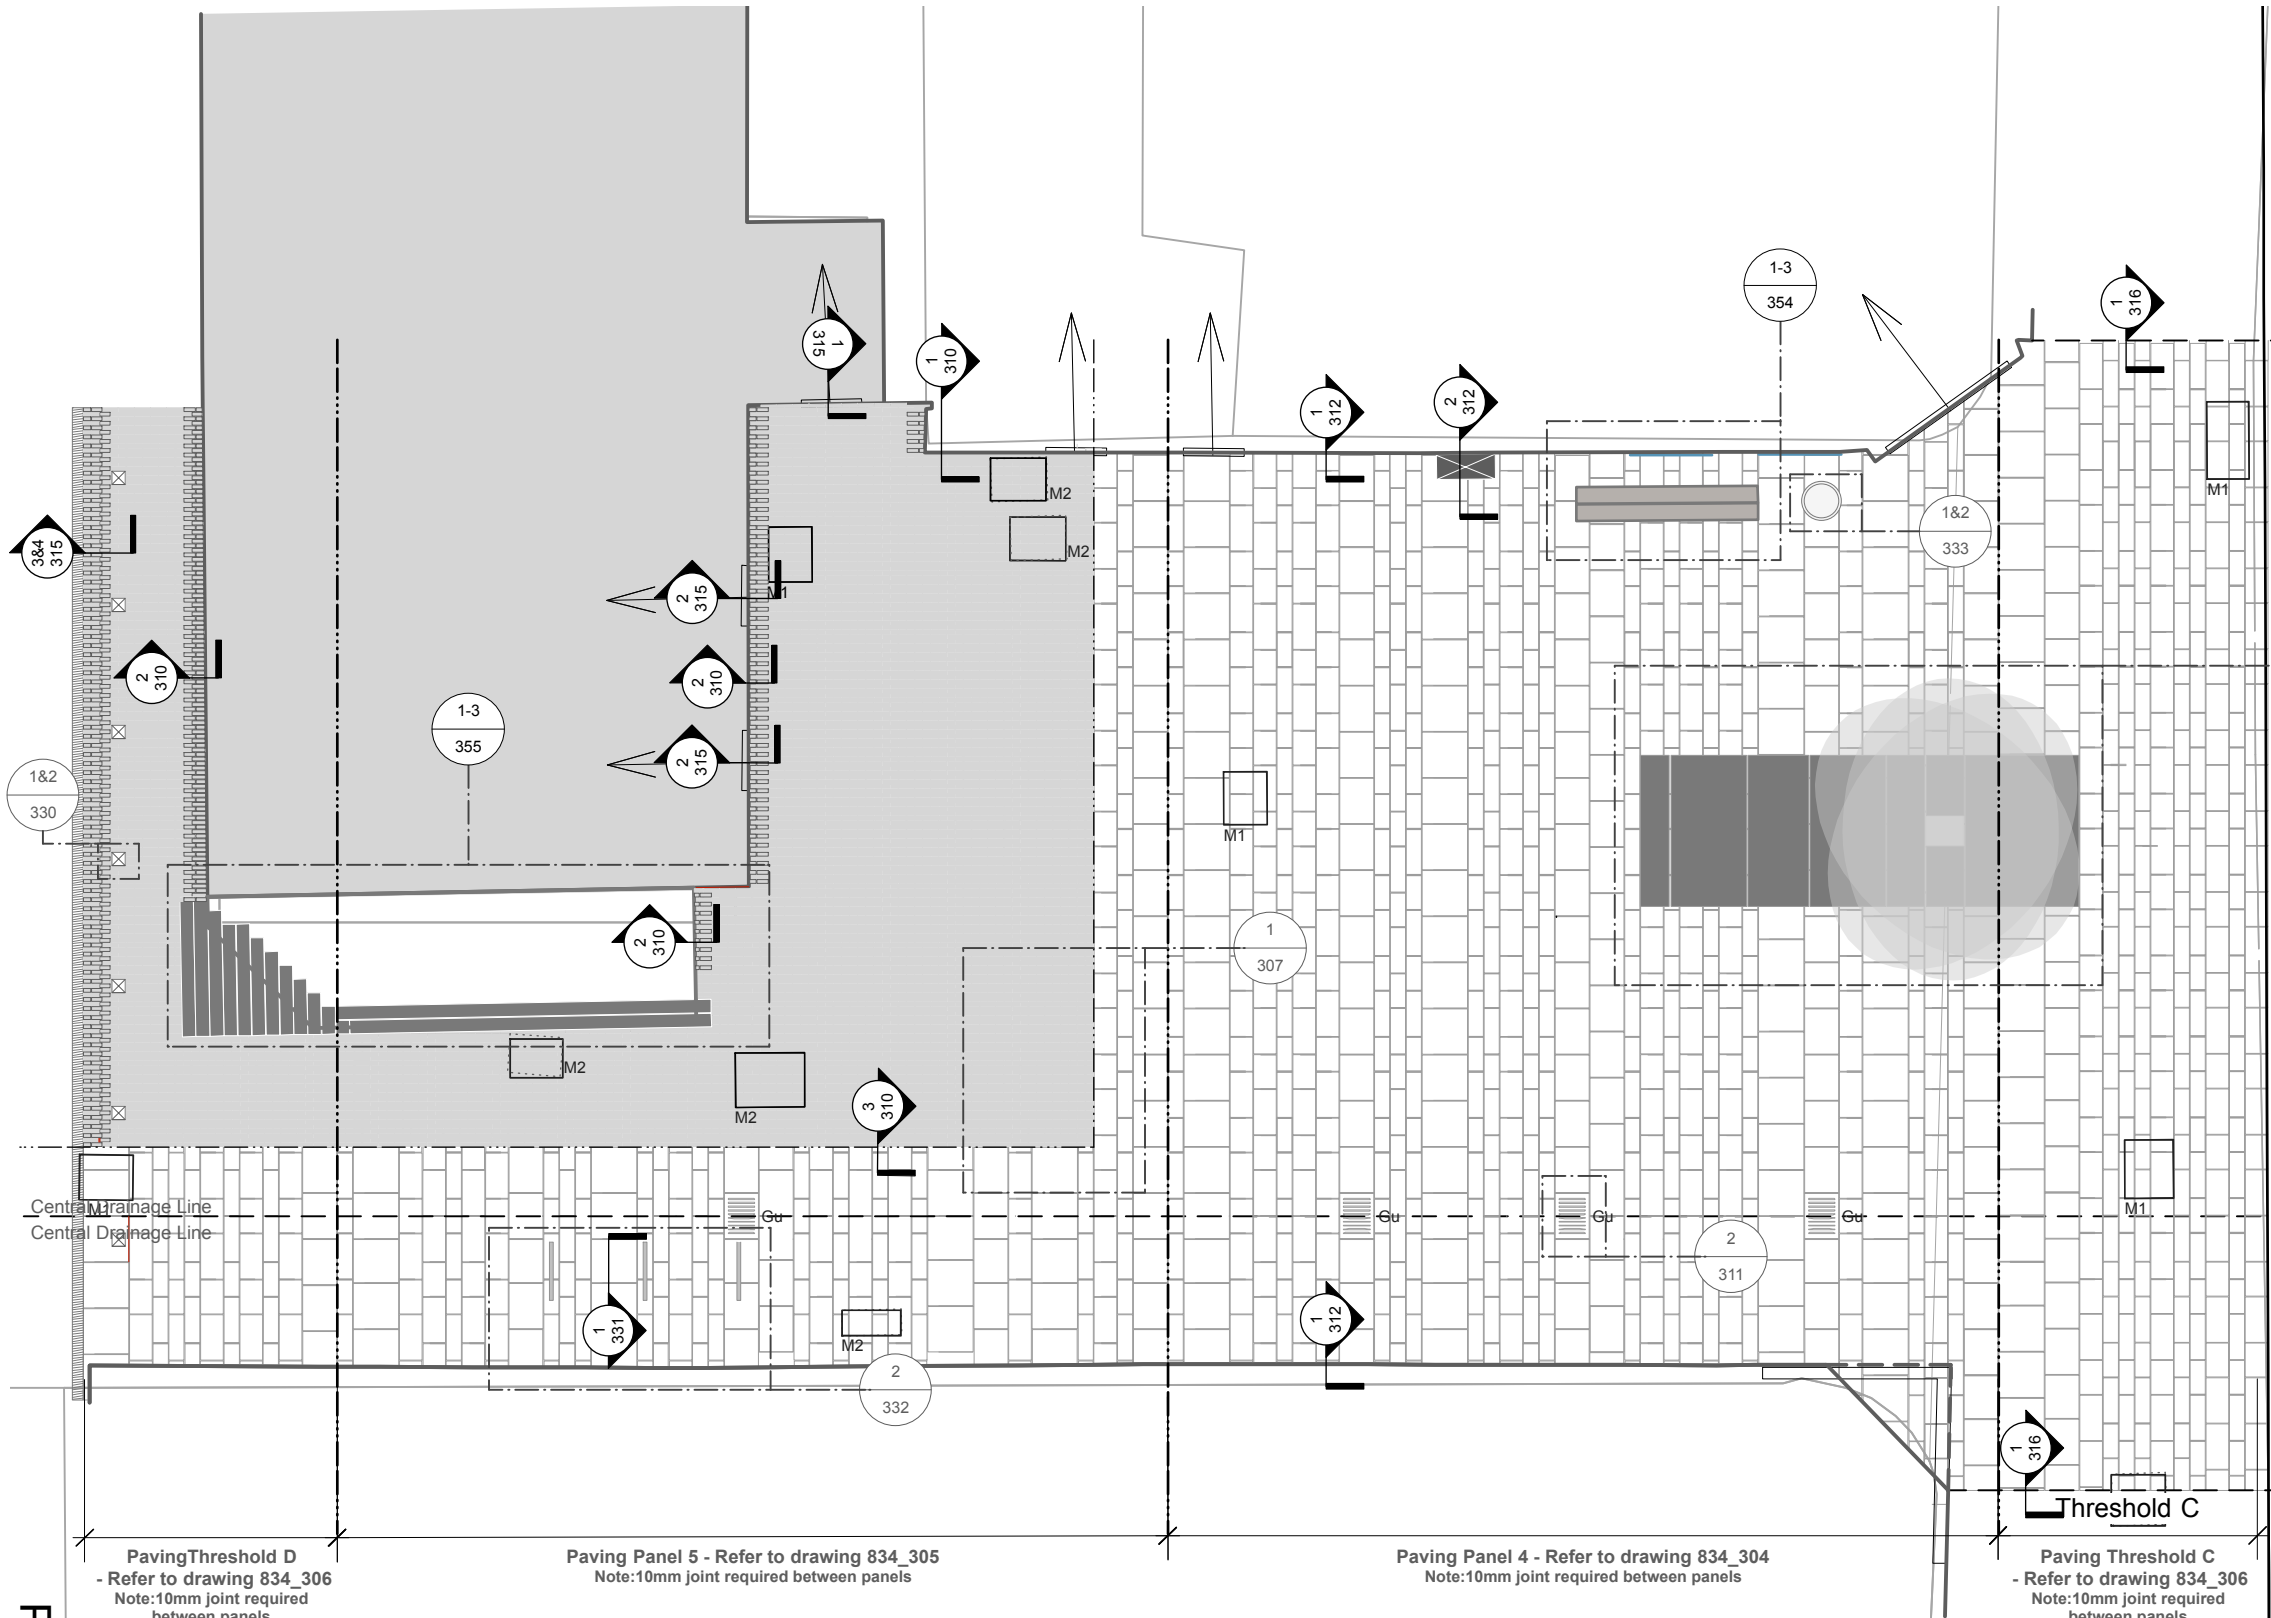 1-3
354
1
316
1
315
1
310
1
312
2
312
M2
M1
1&2
333
3&4
315
M2
M1
2
315
2
310
2
310
1-3
355
2
315
1&2
330
M1
2
310
1
307
M2
M2
3
310
Central Drainage Line
M1
Gu
Gu
Gu
Gu
M1
Central Drainage Line
2
311
1
331
M2
1
312
2
332
1
316
Threshold C
PavingThreshold D
- Refer to drawing 834_306
Note:10mm joint required
between panels
Paving Panel 5 - Refer to drawing 834_305
Note:10mm joint required between panels
Paving Panel 4 - Refer to drawing 834_304
Note:10mm joint required between panels
Paving Threshold C
- Refer to drawing 834_306
Note:10mm joint required
between panels